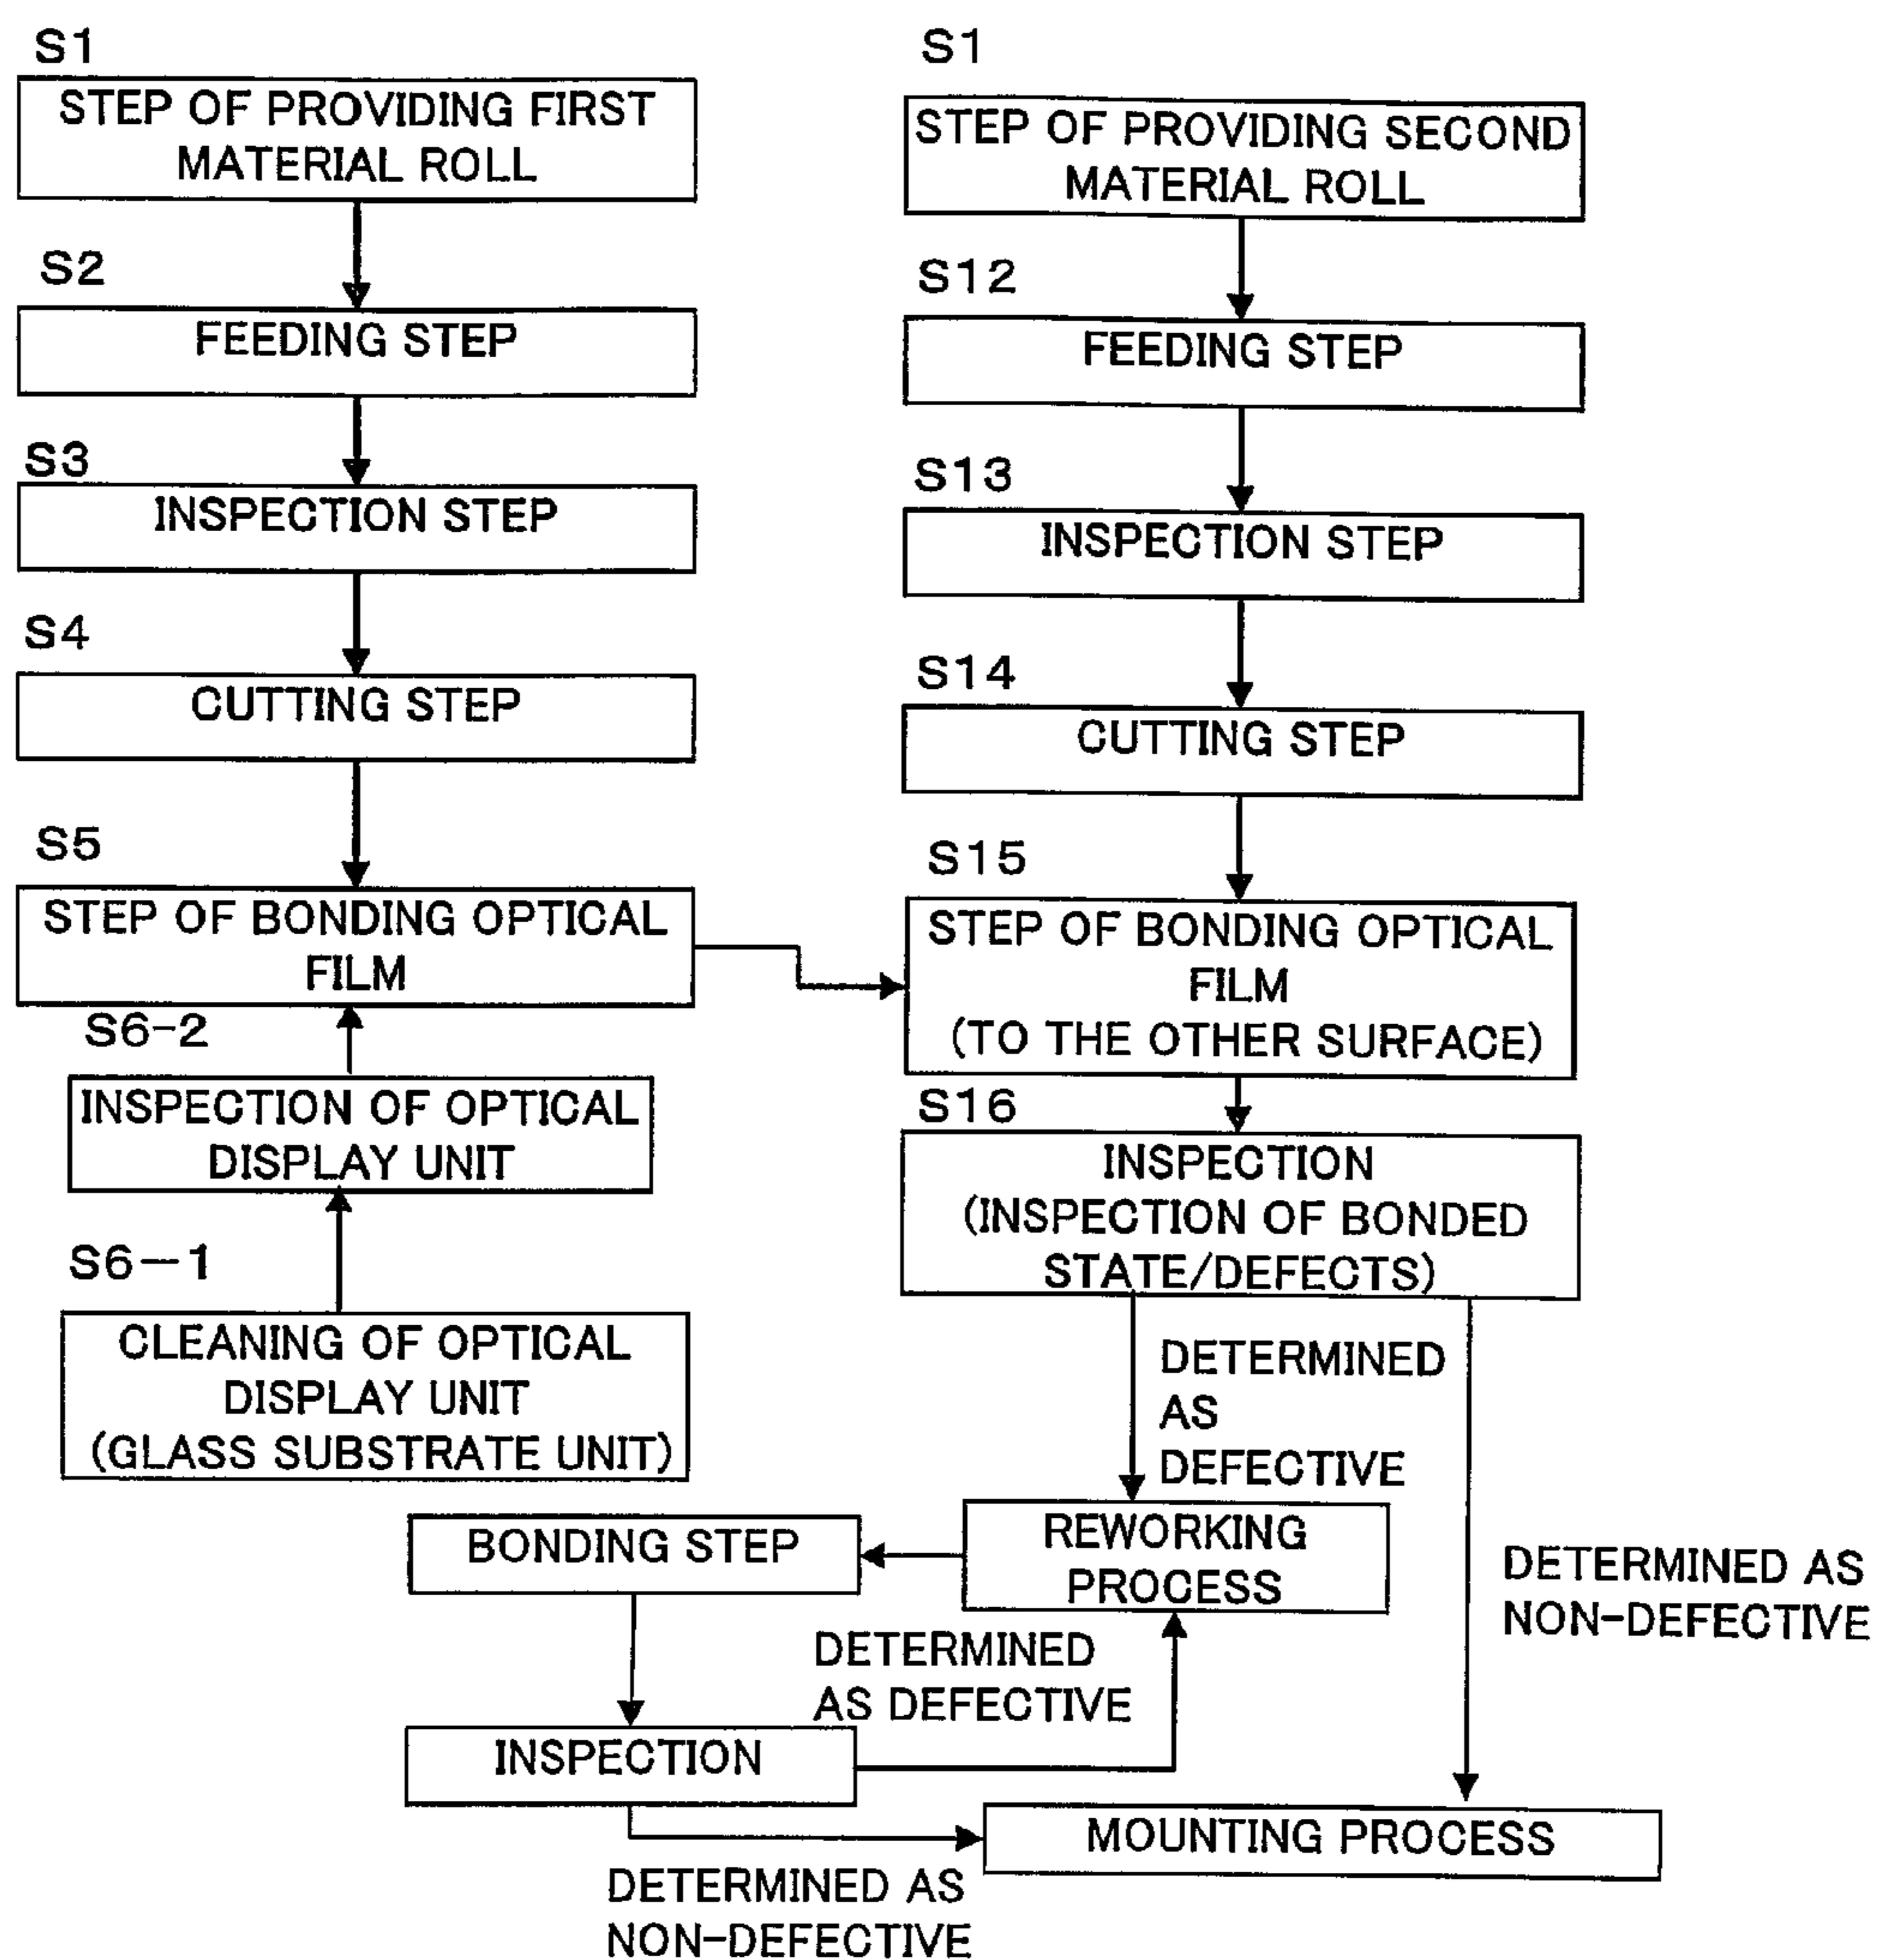 S1
STEP OF PROVIDING FIRST
MATERIAL ROLL
S2
FEEDING STEP
S3
INSPECTION STEP
S4
CUTTING STEP
S5
STEP OF BONDING OPTICAL
FILM
S6-2
INSPECTION OF OPTICAL
DISPLAY UNIT
S6-1
CLEANING OF OPTICAL
DISPLAY UNIT
(GLASS SUBSTRATE UNIT)
S1
STEP OF PROVIDING SECOND
MATERIAL ROLL
S12
FEEDING STEP
S13
INSPECTION STEP
S14
CUTTING STEP
S15
STEP OF BONDING OPTICAL
FILM
(TO THE OTHER SURFACE)
S16
INSPECTION
(INSPECTION OF BONDED
STATE/DEFECTS)
DETERMINED
AS
DEFECTIVE
REWORKING
PROCESS
BONDING STEP
DETERMINED AS
NON-DEFECTIVE
DETERMINED
AS DEFECTIVE
INSPECTION
MOUNTING PROCESS
DETERMINED AS
NON-DEFECTIVE